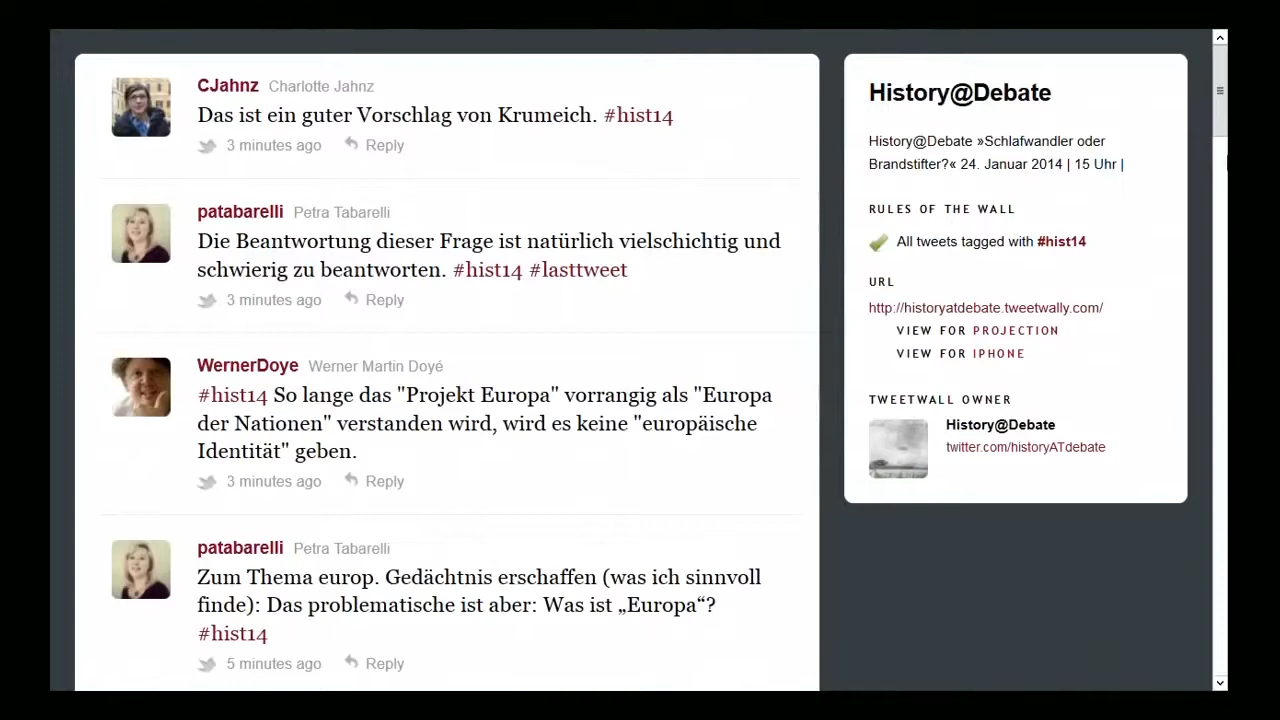 CJahnz Charlotte Jahnz
Das ist ein guter Vorschlag von Krumeich. #hist14
3 minutes ago Reply
patabarelli Petra Tabarelli
Die Beantwortung dieser Frage ist natürlich vielschichtig und
schwierig zu beantworten. #hist14 #lasttweet
3 minutes ago Reply
WernerDoye Werner Martin Doyé
#hist14 So lange das "Projekt Europa" vorrangig als "Europa
der Nationen" verstanden wird, wird es keine "europäische
Identität" geben.
3 minutes ago Reply
patabarelli Petra Tabarelli
Zum Thema europ. Gedächtnis erschaffen (was ich sinnvoll
finde): Das problematische ist aber: Was ist „Europa“?
#hist14
5 minutes ago Reply
History@Debate
History@Debate »Schlafwandler oder
Brandstifter?« 24. Januar 2014 | 15 Uhr |
RULES OF THE WALL
All tweets tagged with #hist14
URL
http://historyatdebate.tweetwally.com/
VIEW FOR PROJECTION
VIEW FOR IPHONE
TWEETWALL OWNER
History@Debate
twitter.com/historyATdebate